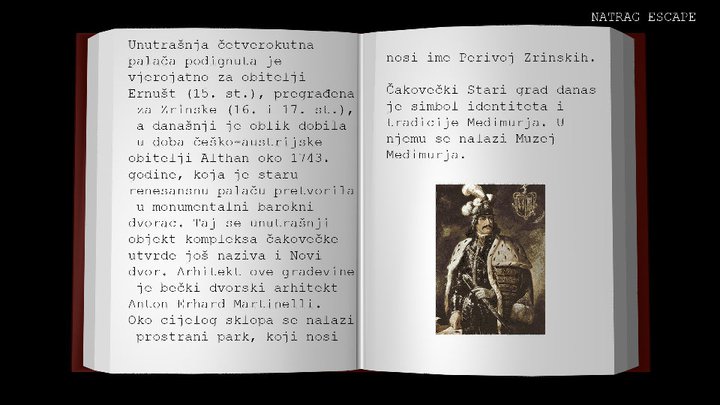 NATRAG ESCAPE
Unutrašnja četverokutna
palača podignuta je
vjerojatno za obitelji
Ernušt (15. st.), pregrađena
za Zrinske (16. i 17. st.),
a današnji je oblik dobila
u doba češko-austrijske
obitelji Althan oko 1743.
godine, koja je staru
renesansnu palaču pretvorila
u monumentalni barokni
dvorac. Taj se unutrašnji
objekt kompleksa čakovečke
utvrde još naziva i Novi
dvor. Arhitekt ove građevine
je bečki dvorski arhitekt
Anton Erhard Martinelli.
Oko cijelog sklopa se nalazi
prostrani park, koji nosi
nosi ime Perivoj Zrinskih.
Čakovečki Stari grad danas
je simbol identiteta i
tradicije Međimurja. U
njemu se nalazi Muzej
Međimurja.